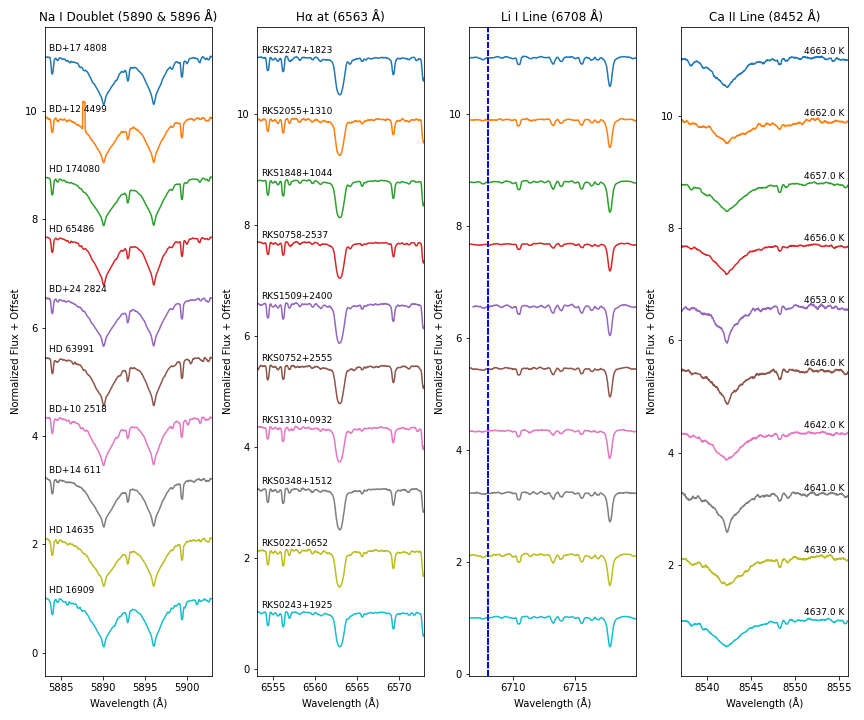 Na I Doublet (5890 & 5896 Å)
Hα at (6563 Å)
Li I Line (6708 Å)
Ca II Line (8452 Å)
BD+17 4808
BD+12 4499
HD 174080
HD 65486
BD+24 2824
HD 63991
BD+10 2518
BD+14 611
HD 14635
HD 16909
RKS2247+1823
RKS2055+1310
RKS1848+1044
RKS0758-2537
RKS1509+2400
RKS0752+2555
RKS1310+0932
RKS0348+1512
RKS0221-0652
RKS0243+1925
4663.0 K
4662.0 K
4657.0 K
4656.0 K
4653.0 K
4646.0 K
4642.0 K
4641.0 K
4639.0 K
4637.0 K
Normalized Flux + Offset
10
8
6
4
2
0
5885 5890 5895 5900
Wavelength (Å)
Normalized Flux + Offset
10
8
6
4
2
0
6555 6560 6565 6570
Wavelength (Å)
Normalized Flux + Offset
10
8
6
4
2
0
6710 6715
Wavelength (Å)
Normalized Flux + Offset
10
8
6
4
2
8540 8545 8550 8555
Wavelength (Å)